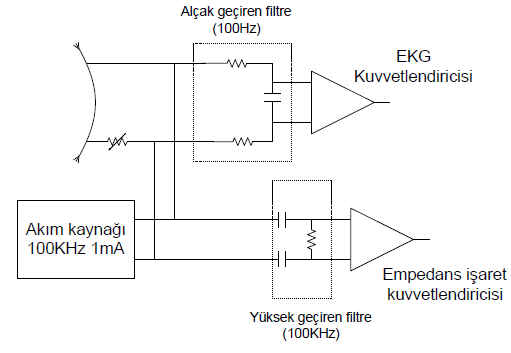 Alçak geçiren filtre
(100Hz)
EKG
Kuvvetlendiricisi
Akım kaynağı
100KHz 1mA
Empedans işaret
kuvvetlendiricisi
Yüksek geçiren filtre
(100KHz)